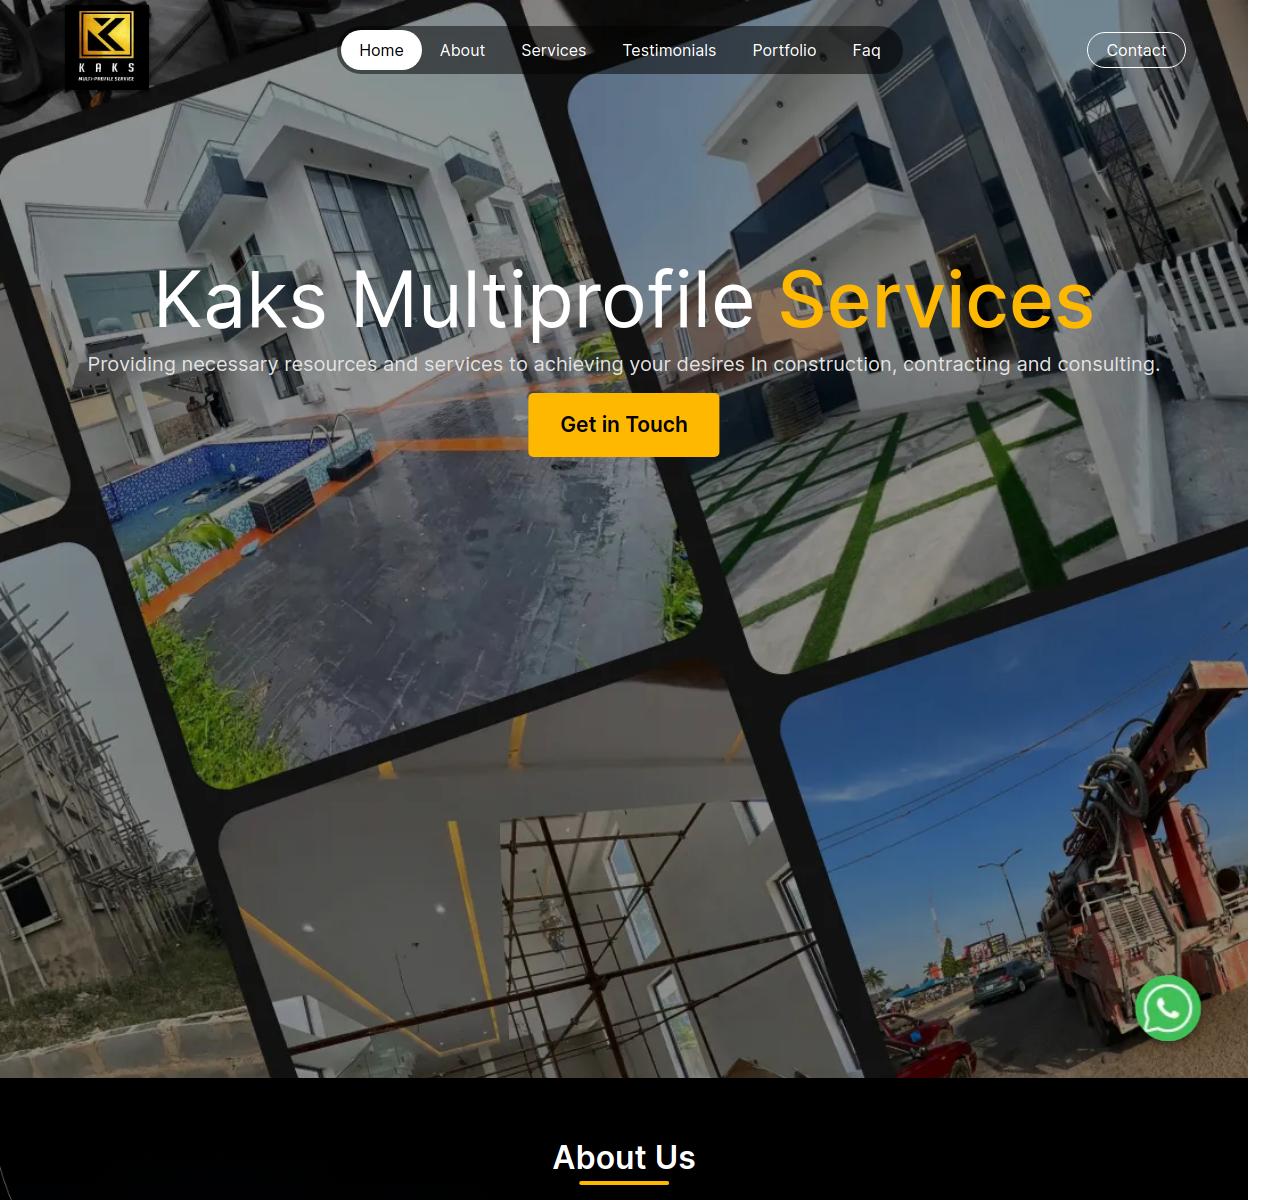 KAKS
MULTI-PROFILE SERVICE
Home
About
Services
Testimonials
Portfolio
Faq
Contact
Kaks Multiprofile Services
Providing necessary resources and services to achieving your desires In construction, contracting and consulting.
Get in Touch
About Us